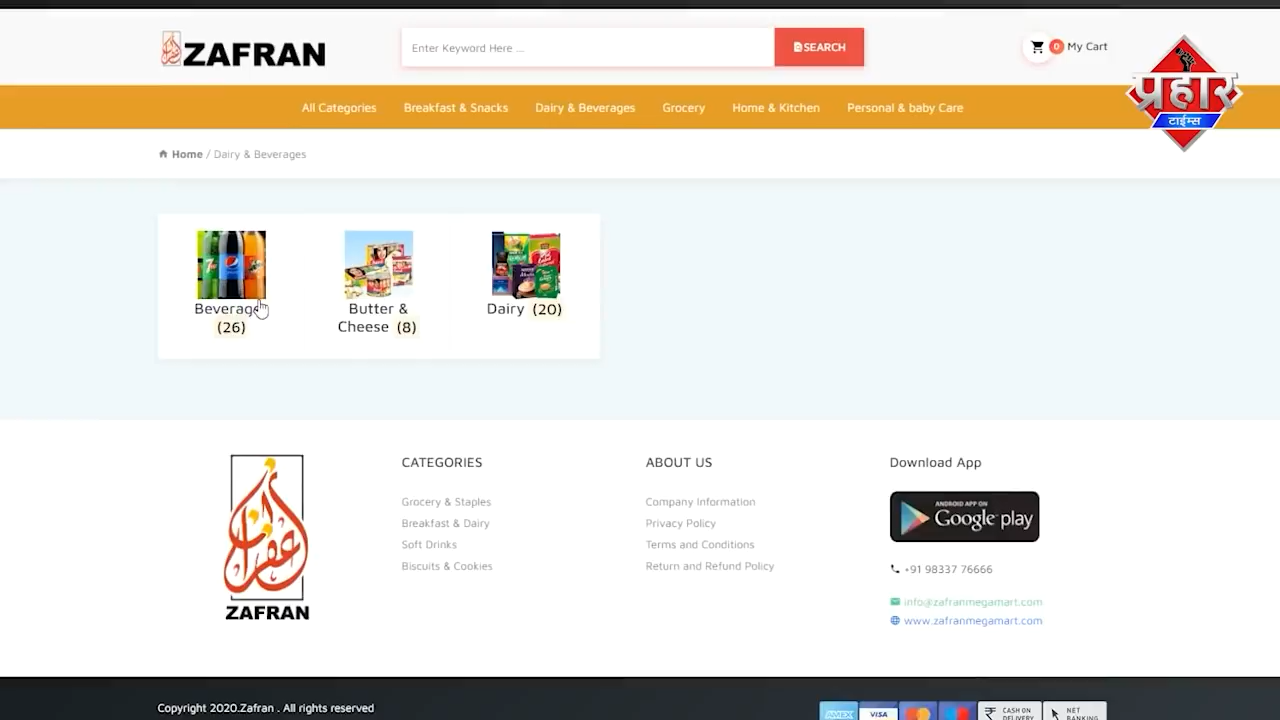 ZAFRAN
Enter Keyword Here ...
SEARCH
0 My Cart
प्रहार
टाईम्स
All Categories
Breakfast & Snacks
Dairy & Beverages
Grocery
Home & Kitchen
Personal & baby Care
Home / Dairy & Beverages
(26)
Butter &
Cheese (8)
Dairy (20)
CATEGORIES
Grocery & Staples
Breakfast & Dairy
Soft Drinks
Biscuits & Cookies
ABOUT US
Company Information
Privacy Policy
Terms and Conditions
Return and Refund Policy
Download App
ANDROID APP ON
Google play
+91 98337 76666
info@zafranmegamart.com
www.zafranmegamart.com
زعفران
ZAFRAN
Copyright 2020.Zafran . All rights reserved
AMEX
VISA
CASH ON
DELIVERY
NET
BANKING